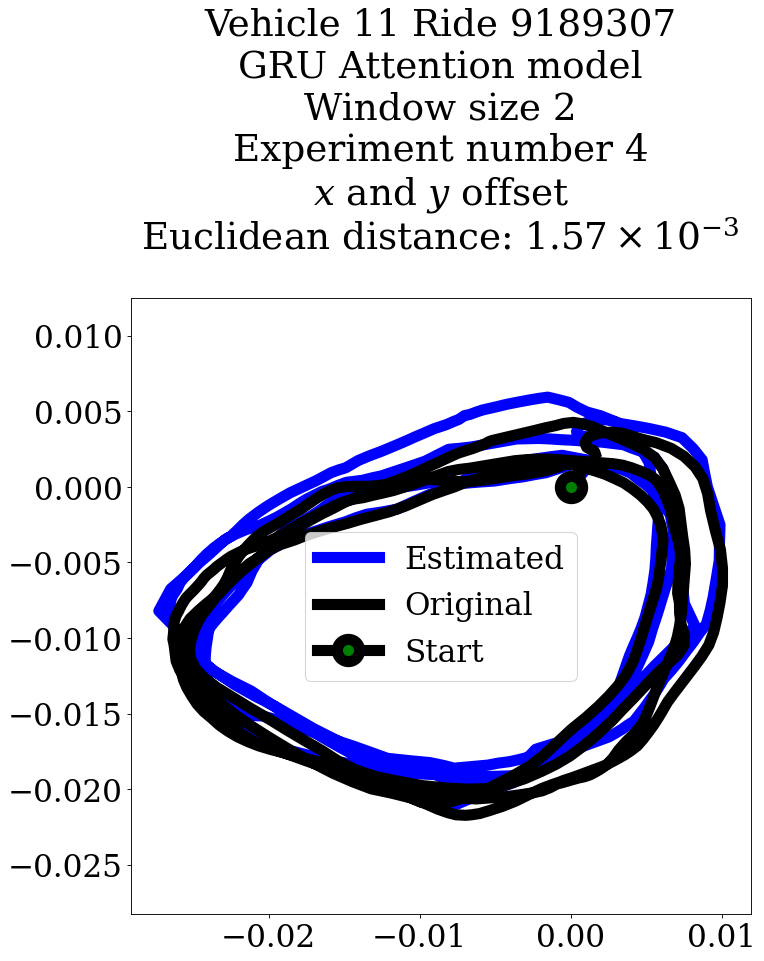 Vehicle 11 Ride 9189307
GRU Attention model
Window size 2
Experiment number 4
x and y offset
Euclidean distance: 1.57 × 10⁻³
0.010
0.005
0.000
−0.005
−0.010
−0.015
−0.020
−0.025
Estimated
Original
Start
−0.02 −0.01 0.00 0.01